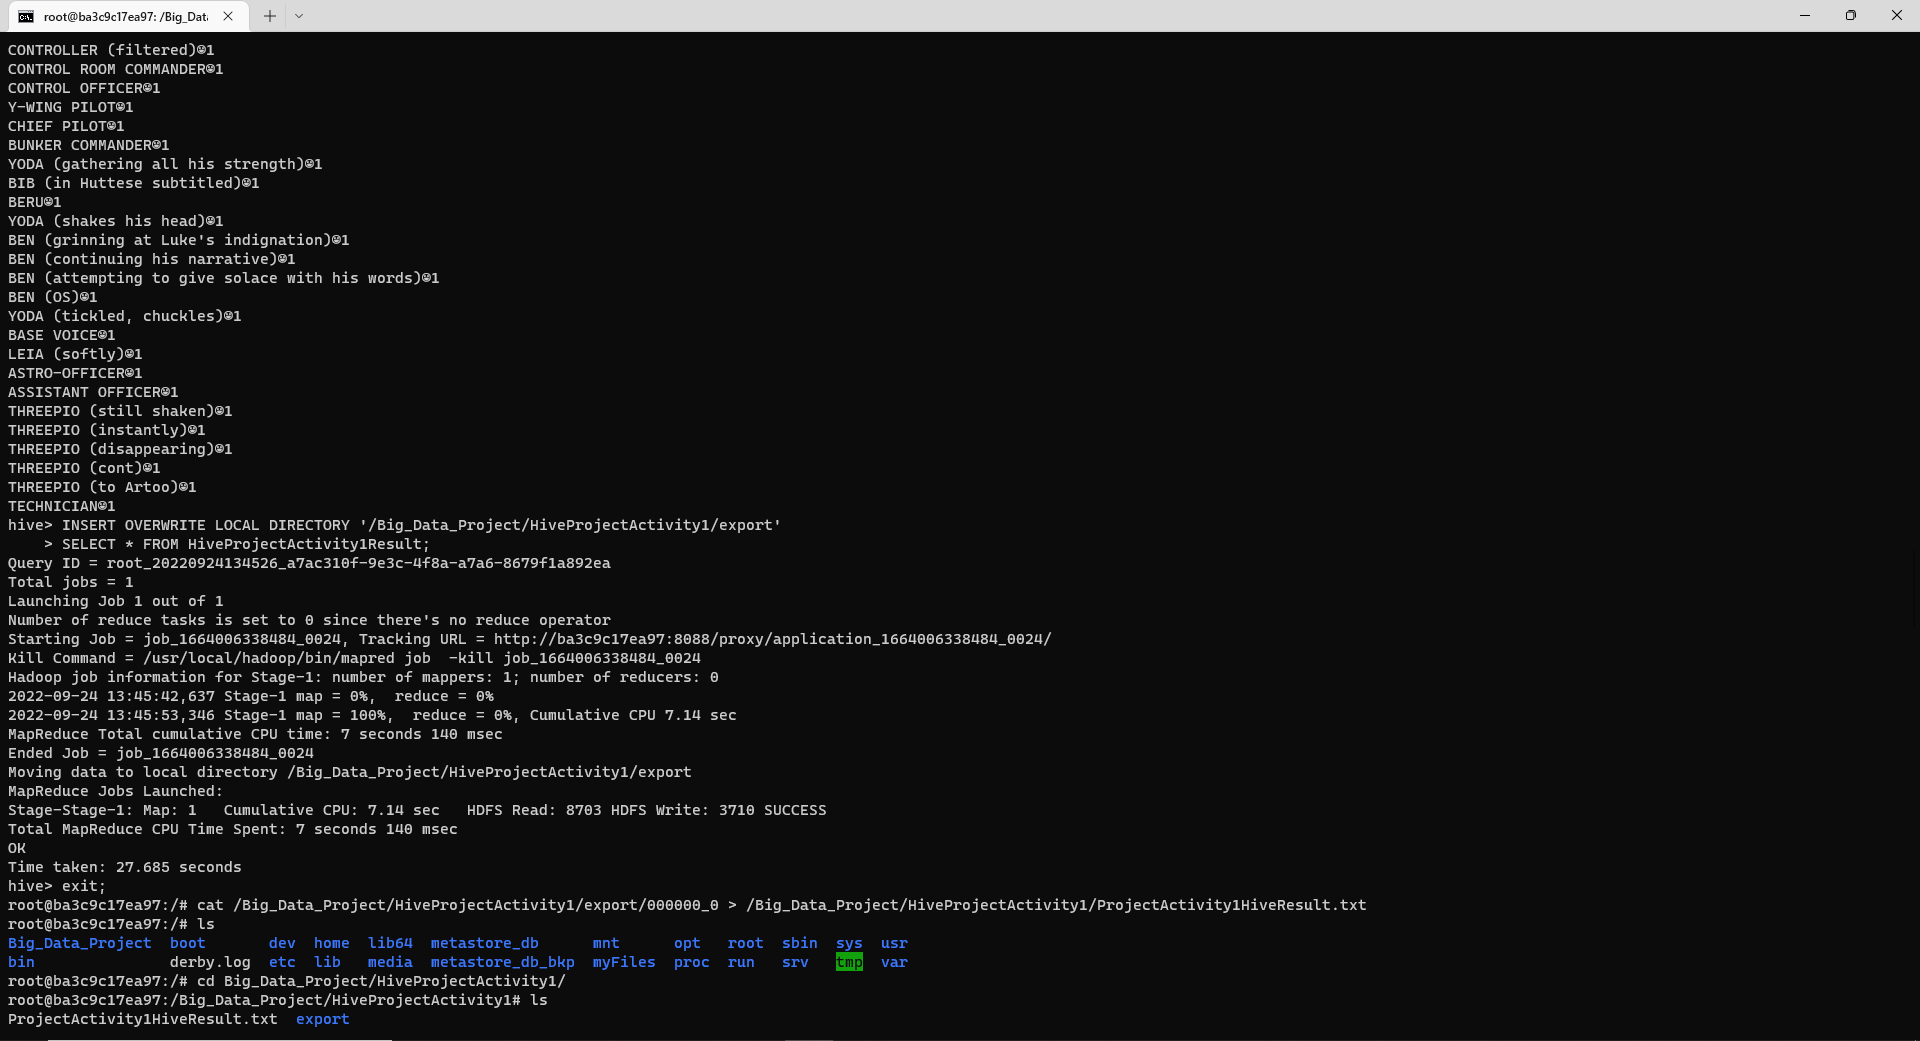 root@ba3c9c17ea97: /Big_Data
CONTROLLER (filtered)☺1
CONTROL ROOM COMMANDER☺1
CONTROL OFFICER☺1
Y-WING PILOT☺1
CHIEF PILOT☺1
BUNKER COMMANDER☺1
YODA (gathering all his strength)☺1
BIB (in Huttese subtitled)☺1
BERU☺1
YODA (shakes his head)☺1
BEN (grinning at Luke's indignation)☺1
BEN (continuing his narrative)☺1
BEN (attempting to give solace with his words)☺1
BEN (OS)☺1
YODA (tickled, chuckles)☺1
BASE VOICE☺1
LEIA (softly)☺1
ASTRO-OFFICER☺1
ASSISTANT OFFICER☺1
THREEPIO (still shaken)☺1
THREEPIO (instantly)☺1
THREEPIO (disappearing)☺1
THREEPIO (cont)☺1
THREEPIO (to Artoo)☺1
TECHNICIAN☺1
hive> INSERT OVERWRITE LOCAL DIRECTORY '/Big_Data_Project/HiveProjectActivity1/export'
    > SELECT * FROM HiveProjectActivity1Result;
Query ID = root_20220924134526_a7ac310f-9e3c-4f8a-a7a6-8679f1a892ea
Total jobs = 1
Launching Job 1 out of 1
Number of reduce tasks is set to 0 since there's no reduce operator
Starting Job = job_1664006338484_0024, Tracking URL = http://ba3c9c17ea97:8088/proxy/application_1664006338484_0024/
Kill Command = /usr/local/hadoop/bin/mapred job  -kill job_1664006338484_0024
Hadoop job information for Stage-1: number of mappers: 1; number of reducers: 0
2022-09-24 13:45:42,637 Stage-1 map = 0%,  reduce = 0%
2022-09-24 13:45:53,346 Stage-1 map = 100%,  reduce = 0%, Cumulative CPU 7.14 sec
MapReduce Total cumulative CPU time: 7 seconds 140 msec
Ended Job = job_1664006338484_0024
Moving data to local directory /Big_Data_Project/HiveProjectActivity1/export
MapReduce Jobs Launched:
Stage-Stage-1: Map: 1   Cumulative CPU: 7.14 sec   HDFS Read: 8703 HDFS Write: 3710 SUCCESS
Total MapReduce CPU Time Spent: 7 seconds 140 msec
OK
Time taken: 27.685 seconds
hive> exit;
root@ba3c9c17ea97:/# cat /Big_Data_Project/HiveProjectActivity1/export/000000_0 > /Big_Data_Project/HiveProjectActivity1/ProjectActivity1HiveResult.txt
root@ba3c9c17ea97:/# ls
Big_Data_Project  boot       dev  home  lib64  metastore_db      mnt      opt   root  sbin  sys  usr
bin               derby.log  etc  lib   media  metastore_db_bkp  myFiles  proc  run   srv   tmp  var
root@ba3c9c17ea97:/# cd Big_Data_Project/HiveProjectActivity1/
root@ba3c9c17ea97:/Big_Data_Project/HiveProjectActivity1# ls
ProjectActivity1HiveResult.txt  export